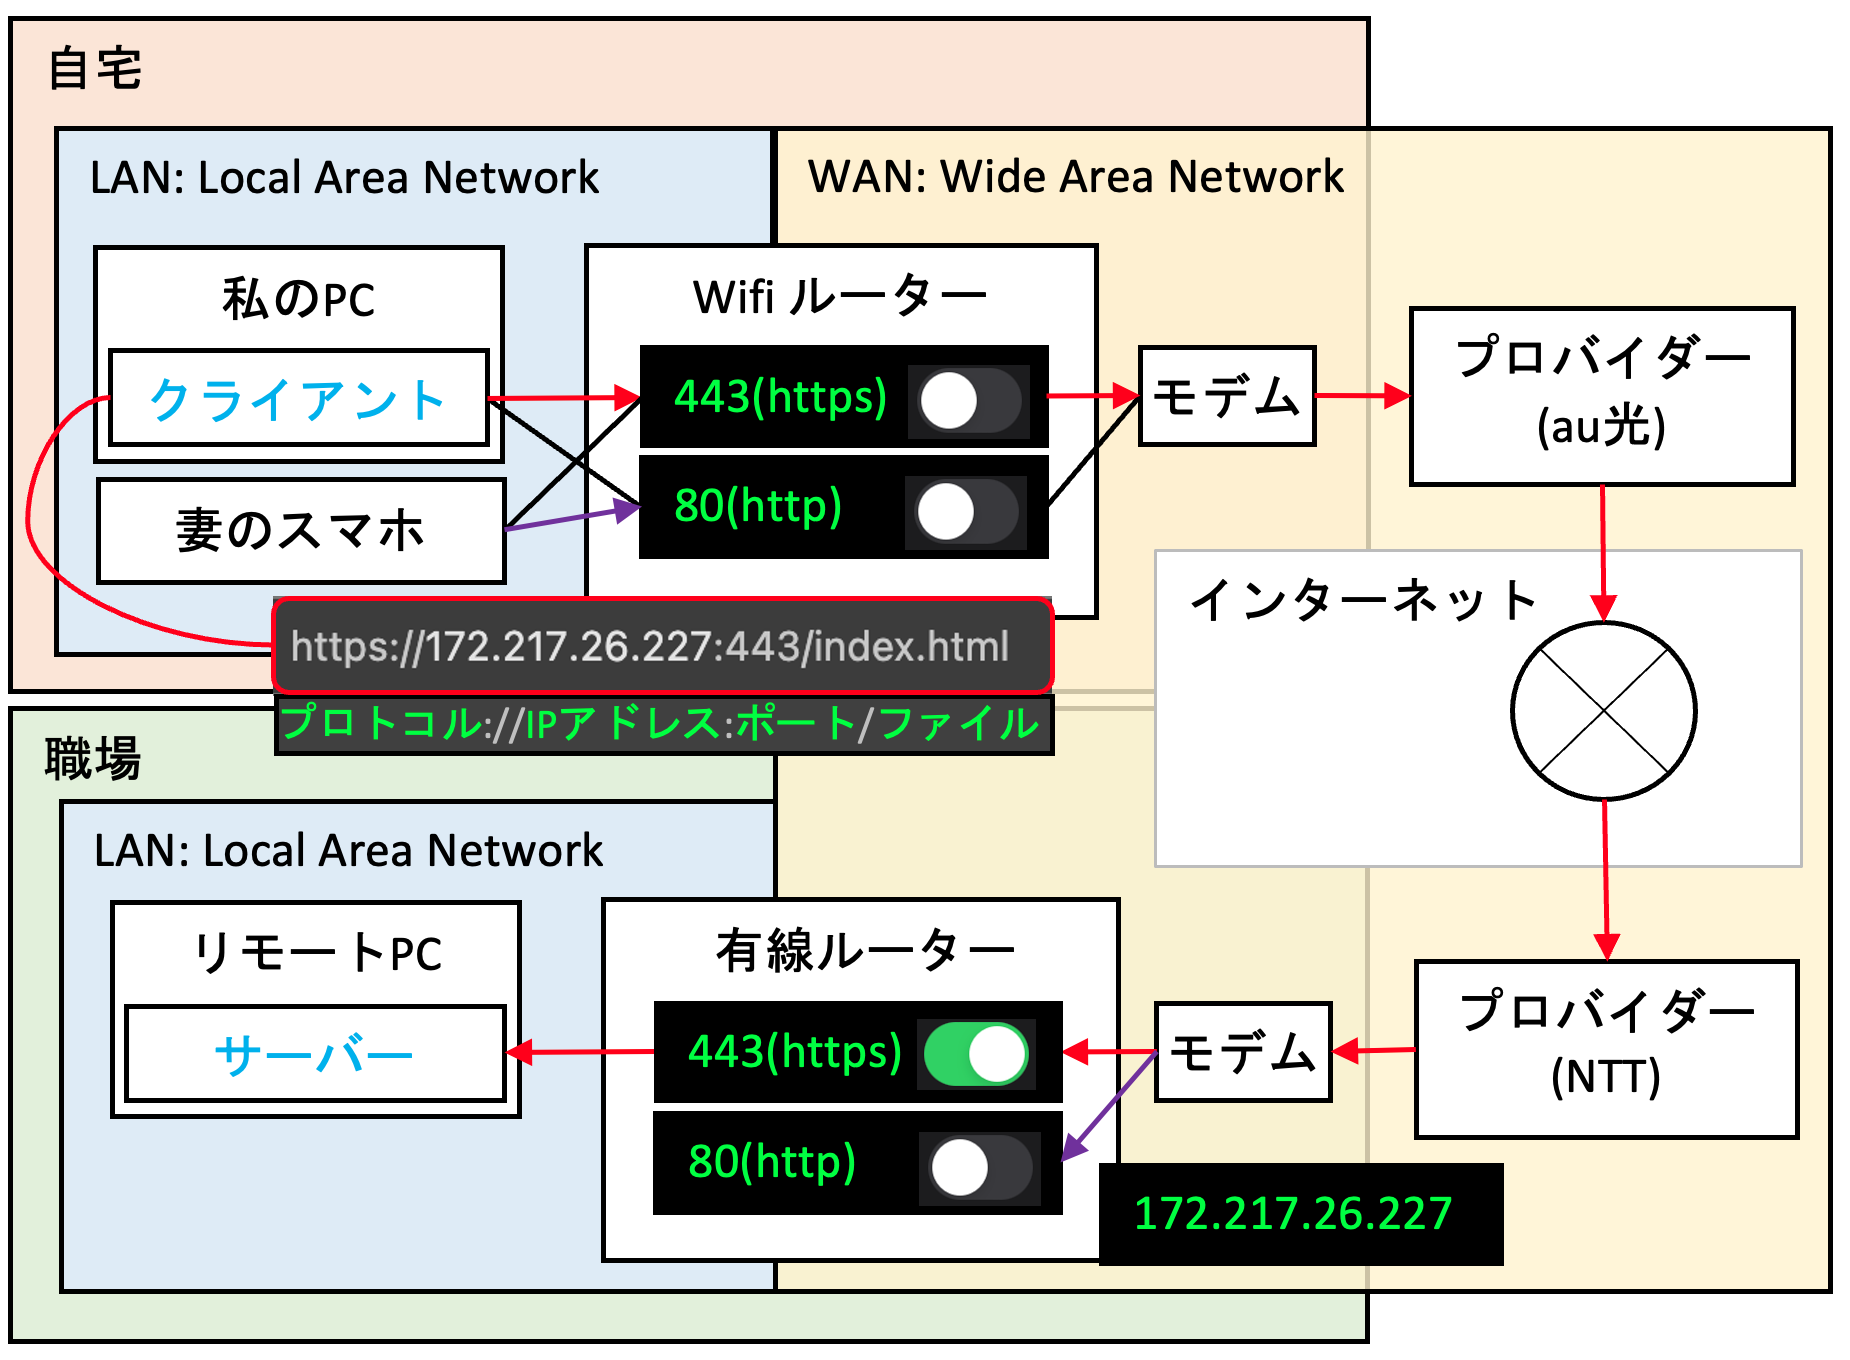 自宅
LAN: Local Area Network
WAN: Wide Area Network
私のPC
クライアント
妻のスマホ
Wifi ルーター
443(https)
80(http)
モデム
プロバイダー
(au光)
インターネット
https://172.217.26.227:443/index.html
プロトコル://IPアドレス:ポート/ファイル
職場
LAN: Local Area Network
リモートPC
サーバー
有線ルーター
443(https)
80(http)
モデム
プロバイダー
(NTT)
172.217.26.227